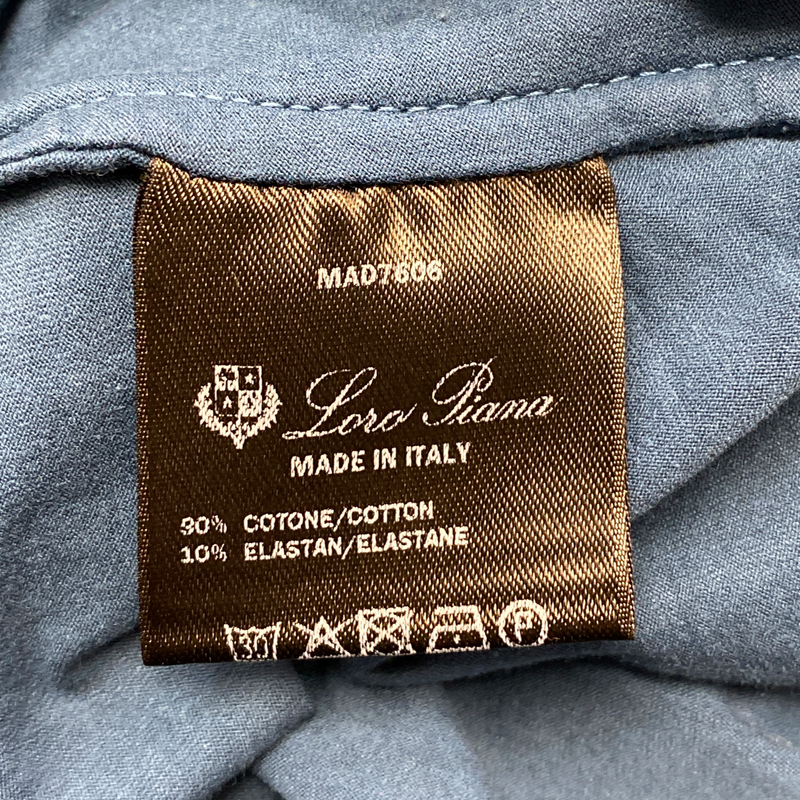 MAD7606
Loro Piana
MADE IN ITALY
90% COTONE/COTTON
10% ELASTAN/ELASTANE
30
P